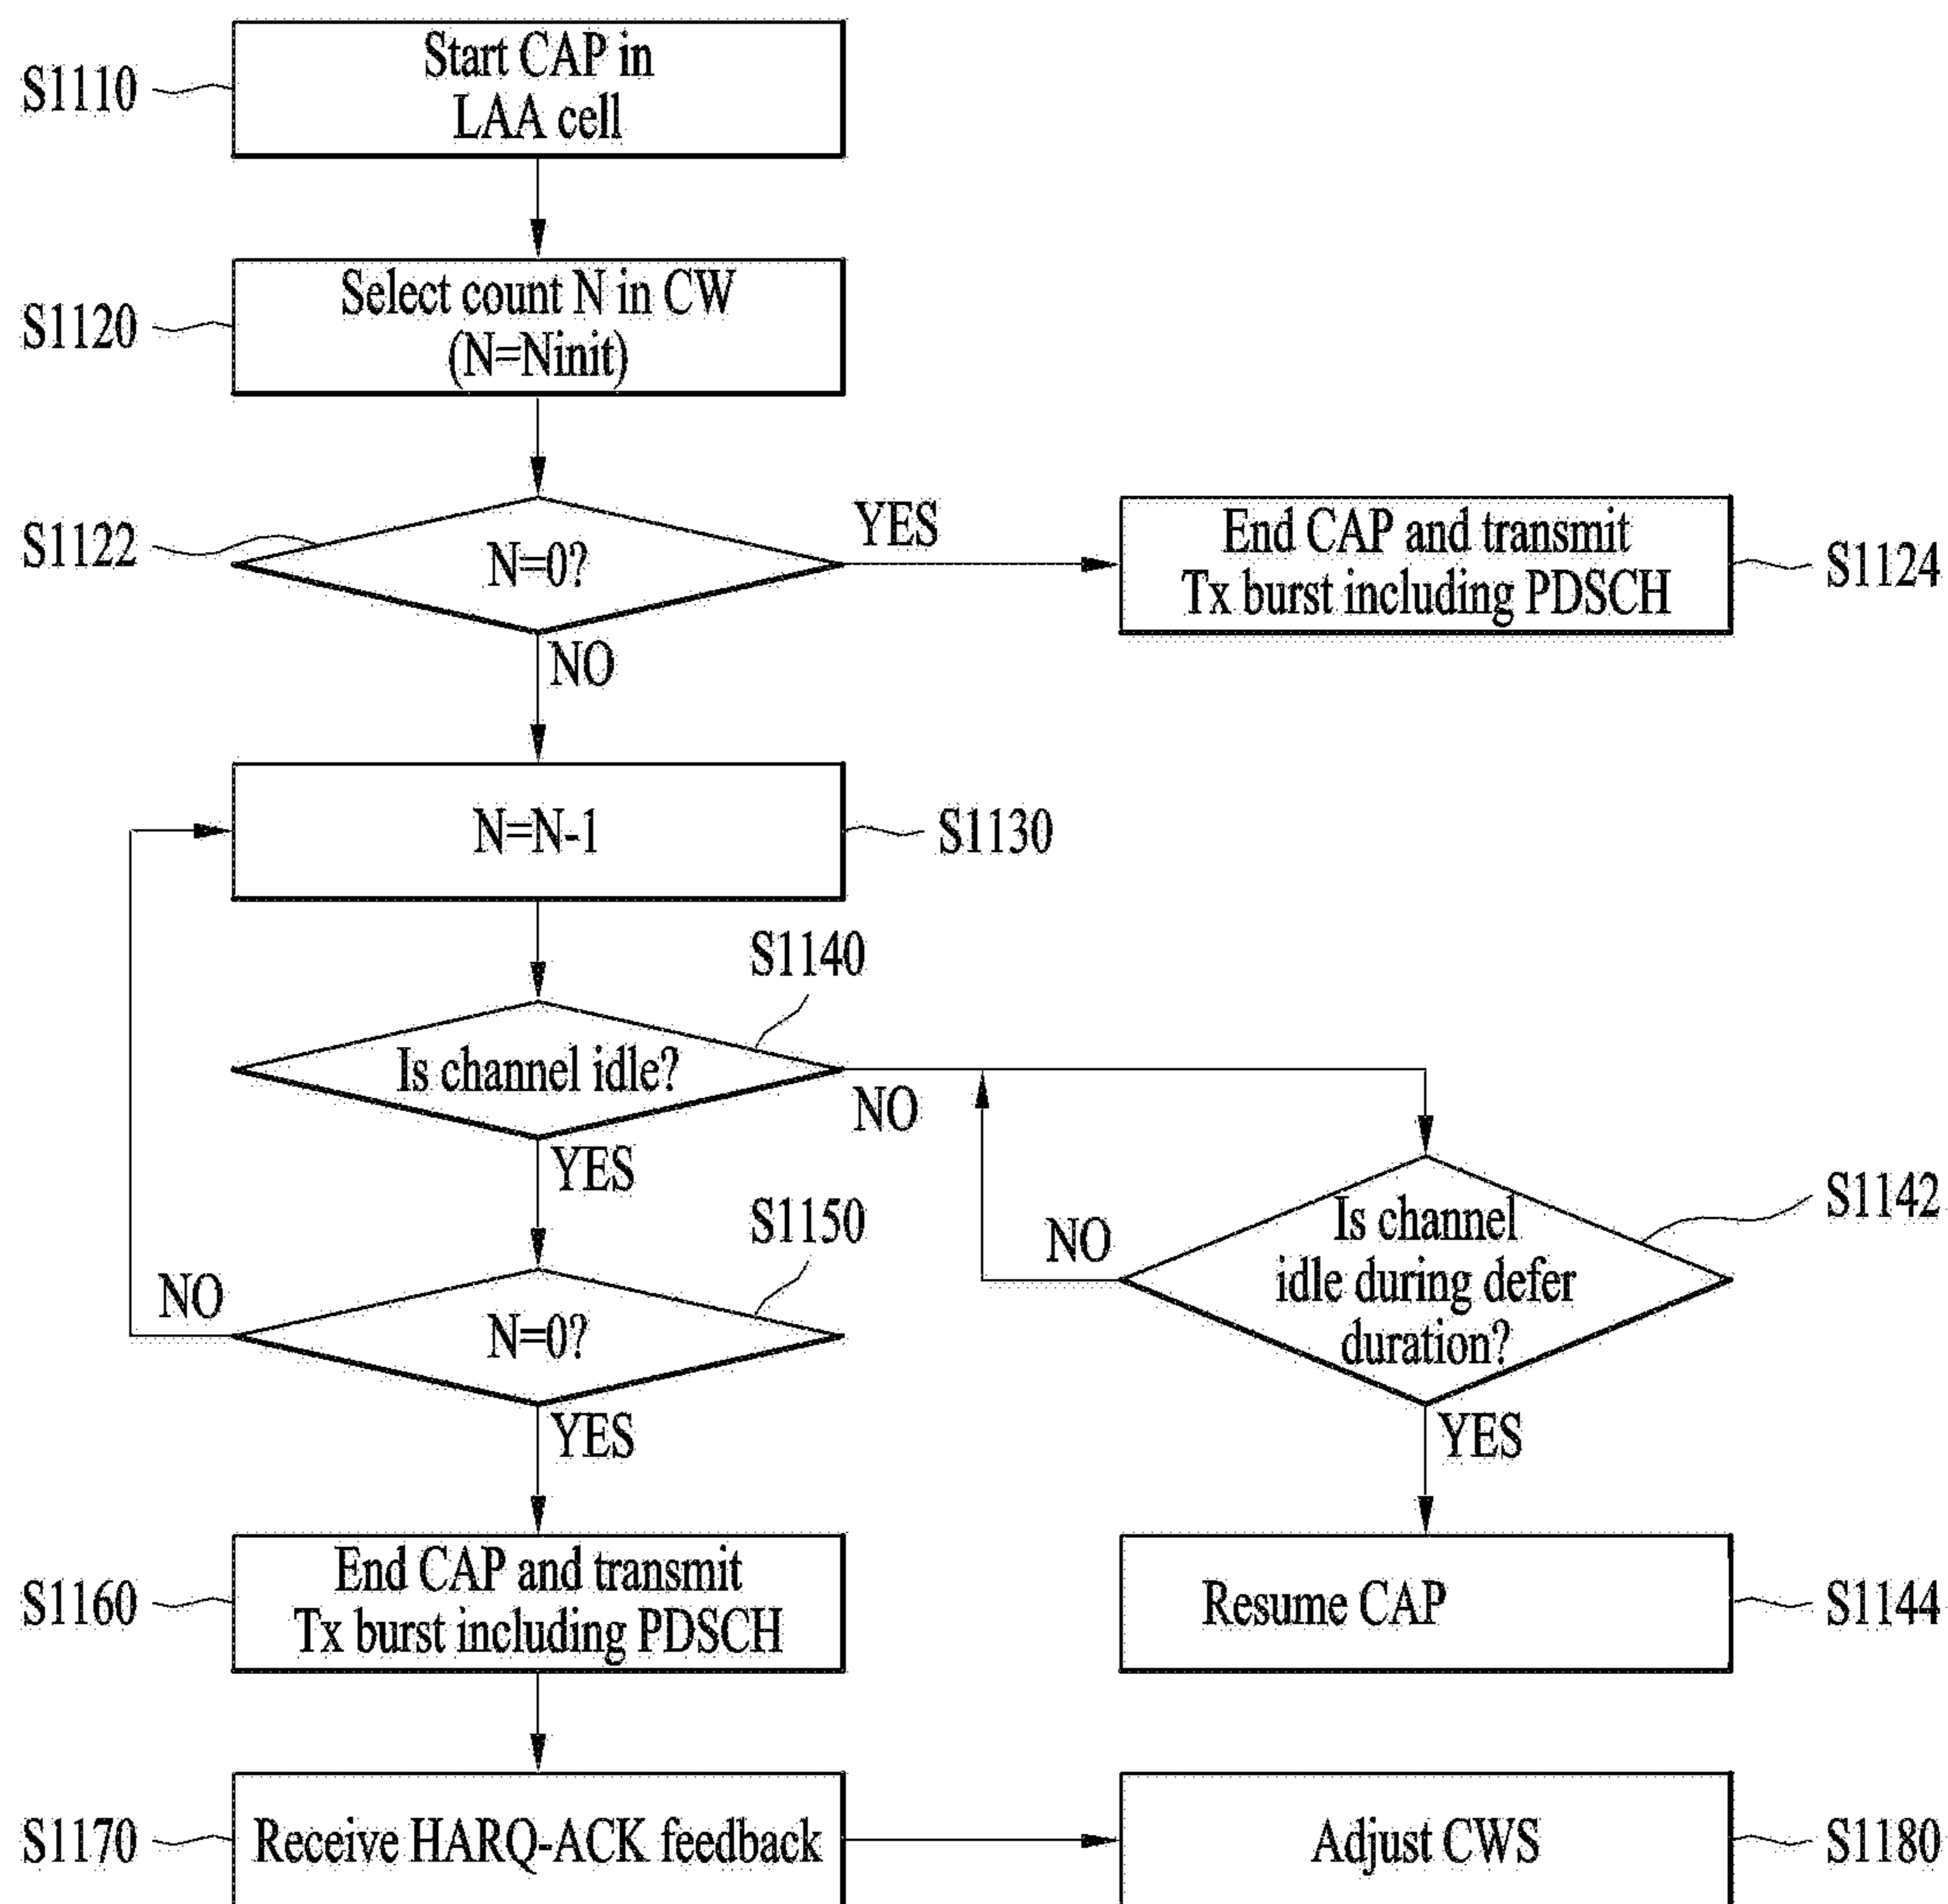 S1110
Start CAP in
LAA cell
S1120
Select count N in CW
(N=Ninit)
S1122
N=0?
YES
End CAP and transmit
Tx burst including PDSCH
S1124
NO
N=N-1
S1130
S1140
Is channel idle?
NO
YES
S1142
Is channel
idle during defer
duration?
NO
S1150
NO
N=0?
YES
YES
S1160
End CAP and transmit
Tx burst including PDSCH
Resume CAP
S1144
S1170
Receive HARQ-ACK feedback
Adjust CWS
S1180